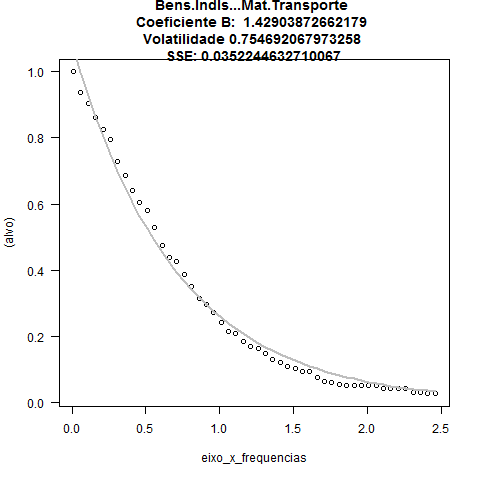 Bens.Indis...Mat.Transporte
Coeficiente B:  1.42903872662179
Volatilidade 0.754692067973258
SSE: 0.0352244632710067
1.0
0.8
0.6
0.4
0.2
0.0
(alvo)
0.0 0.5 1.0 1.5 2.0 2.5
eixo_x_frequencias